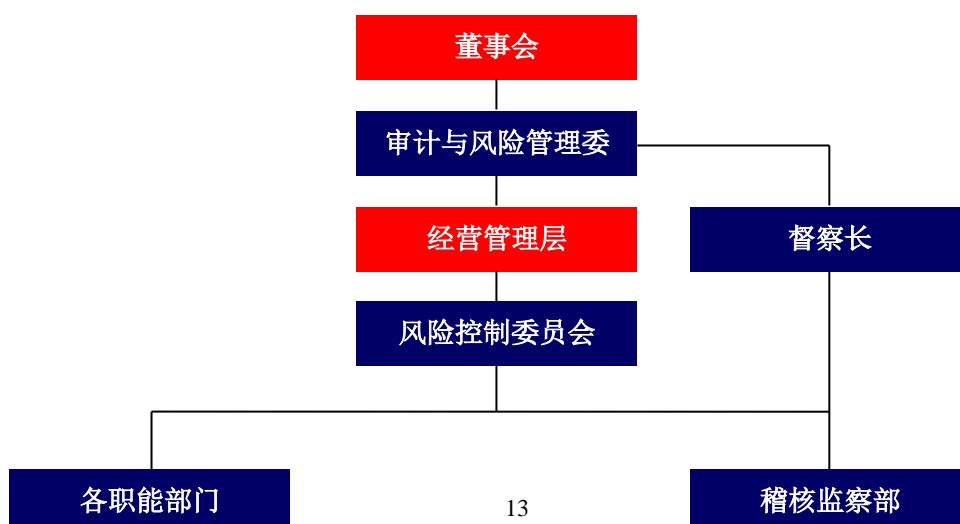 董事会
审计与风险管理委
经营管理层
督察长
风险控制委员会
各职能部门
13
稽核监察部